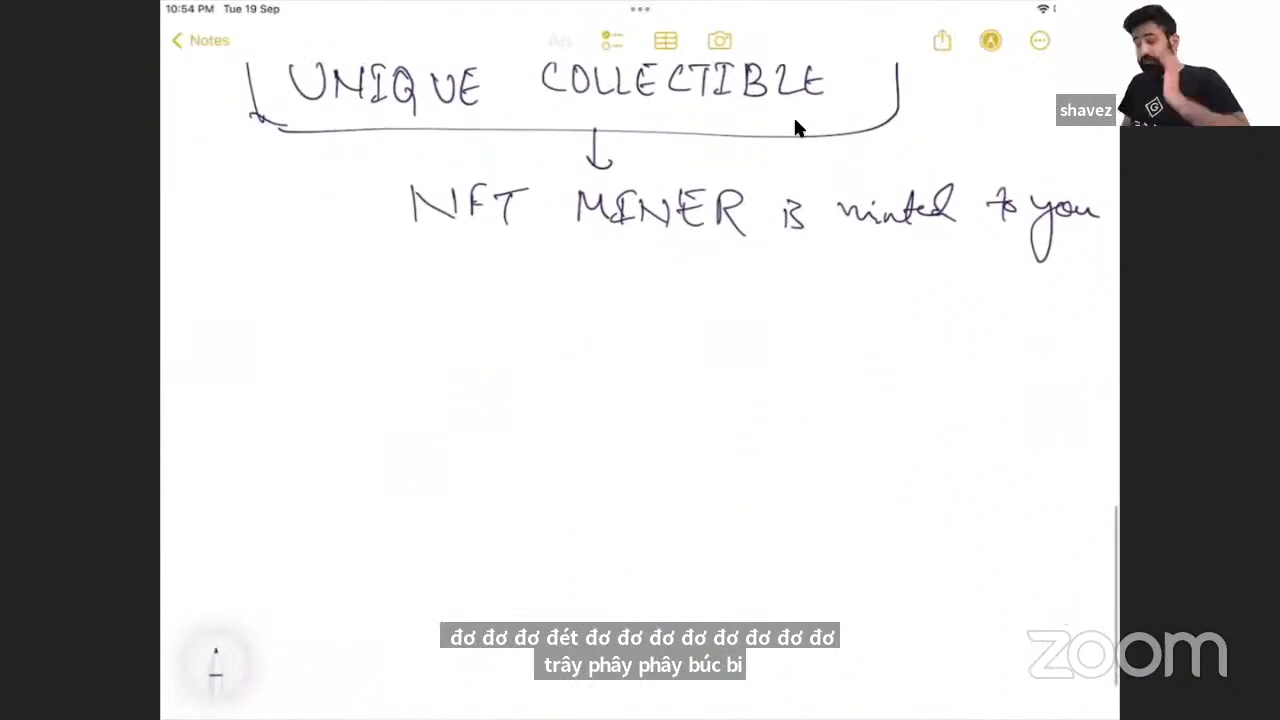 10:54 PM Tue 19 Sep
Notes
Aa
shavez
UNIQUE COLLECTIBLE
NFT MINER is minted to you
đơ đơ đơ đét đơ đơ đơ đơ đơ đơ đơ đơ
trây phây phây búc bi
zoom